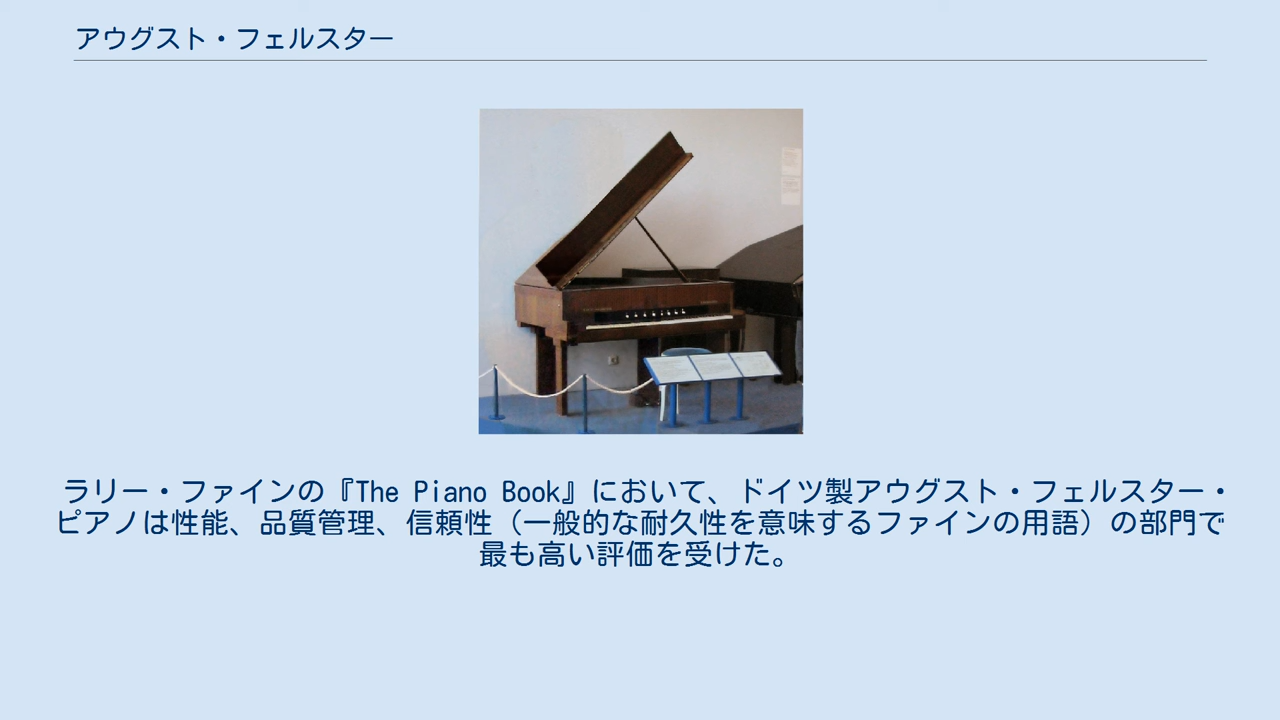 アウグスト・フェルスター
ラリー・ファインの『The Piano Book』において、ドイツ製アウグスト・フェルスター・
ピアノは性能、品質管理、信頼性（一般的な耐久性を意味するファインの用語）の部門で
最も高い評価を受けた。